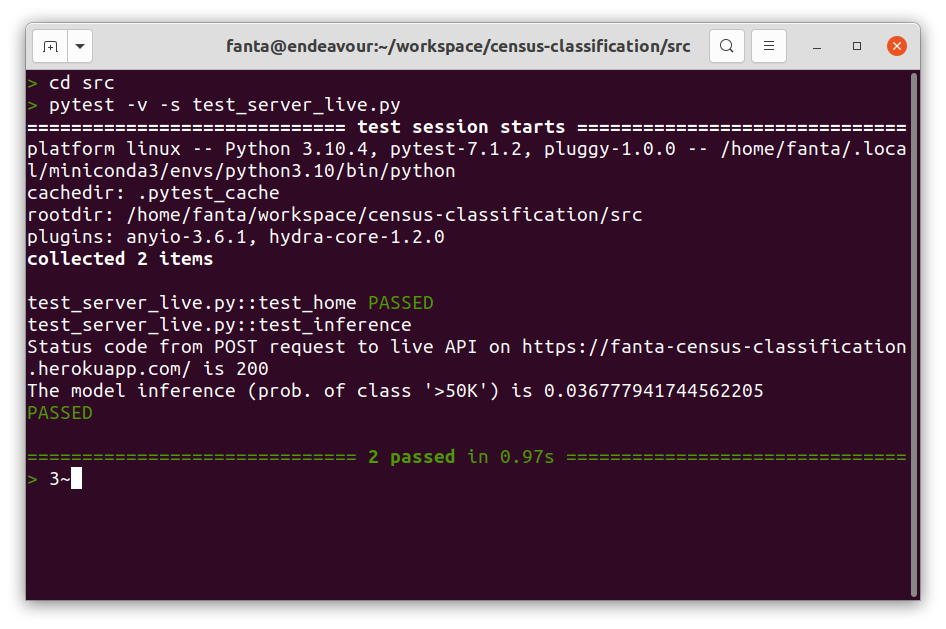 fanta@endeavour:~/workspace/census-classification/src
> cd src
> pytest -v -s test_server_live.py
============================= test session starts ==============================
platform linux -- Python 3.10.4, pytest-7.1.2, pluggy-1.0.0 -- /home/fanta/.loca
l/miniconda3/envs/python3.10/bin/python
cachedir: .pytest_cache
rootdir: /home/fanta/workspace/census-classification/src
plugins: anyio-3.6.1, hydra-core-1.2.0
collected 2 items
test_server_live.py::test_home PASSED
test_server_live.py::test_inference
Status code from POST request to live API on https://fanta-census-classification
.herokuapp.com/ is 200
The model inference (prob. of class '>50K') is 0.036777941744562205
PASSED
============================== 2 passed in 0.97s ===============================
> 3~